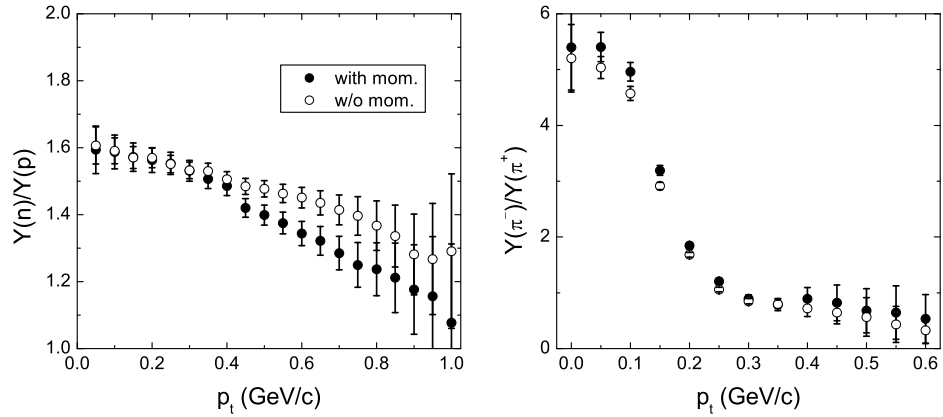 2.0
1.8
1.6
1.4
1.2
1.0
Y(n)/Y(p)
with mom.
w/o mom.
0.0 0.2 0.4 0.6 0.8 1.0
p_t (GeV/c)
6
4
2
0
Y(π⁻)/Y(π⁺)
0.0 0.1 0.2 0.3 0.4 0.5 0.6
p_t (GeV/c)